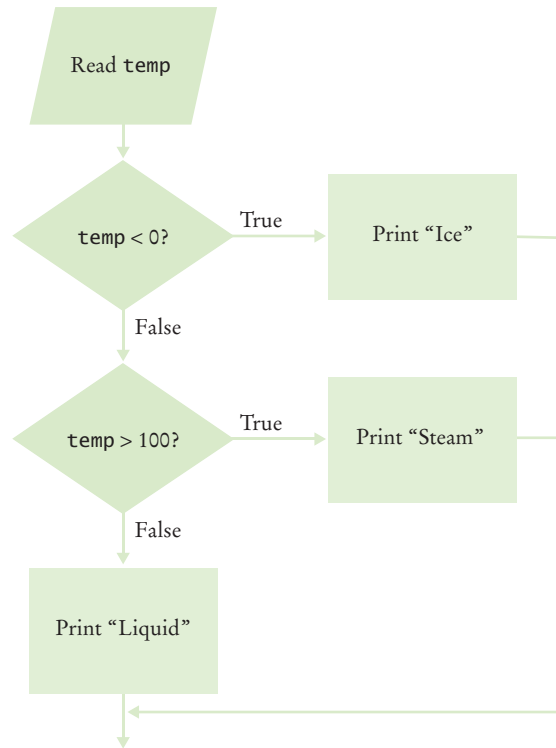 Read temp
temp < 0?
True
Print “Ice”
False
temp > 100?
True
Print “Steam”
False
Print “Liquid”